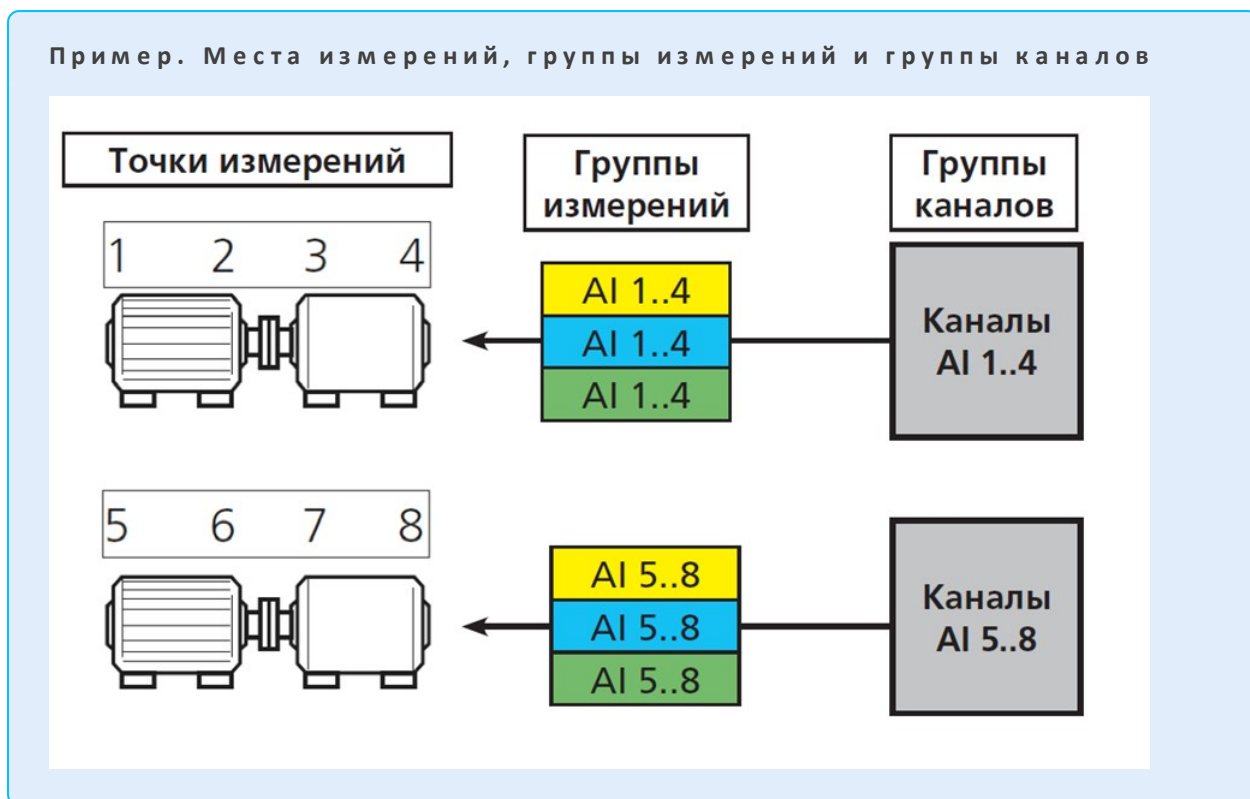 Пример. Места измерений, группы измерений и группы каналов
Точки измерений
Группы
измерений
Группы
каналов
1 2 3 4
AI 1..4
AI 1..4
AI 1..4
Каналы
AI 1..4
5 6 7 8
AI 5..8
AI 5..8
AI 5..8
Каналы
AI 5..8